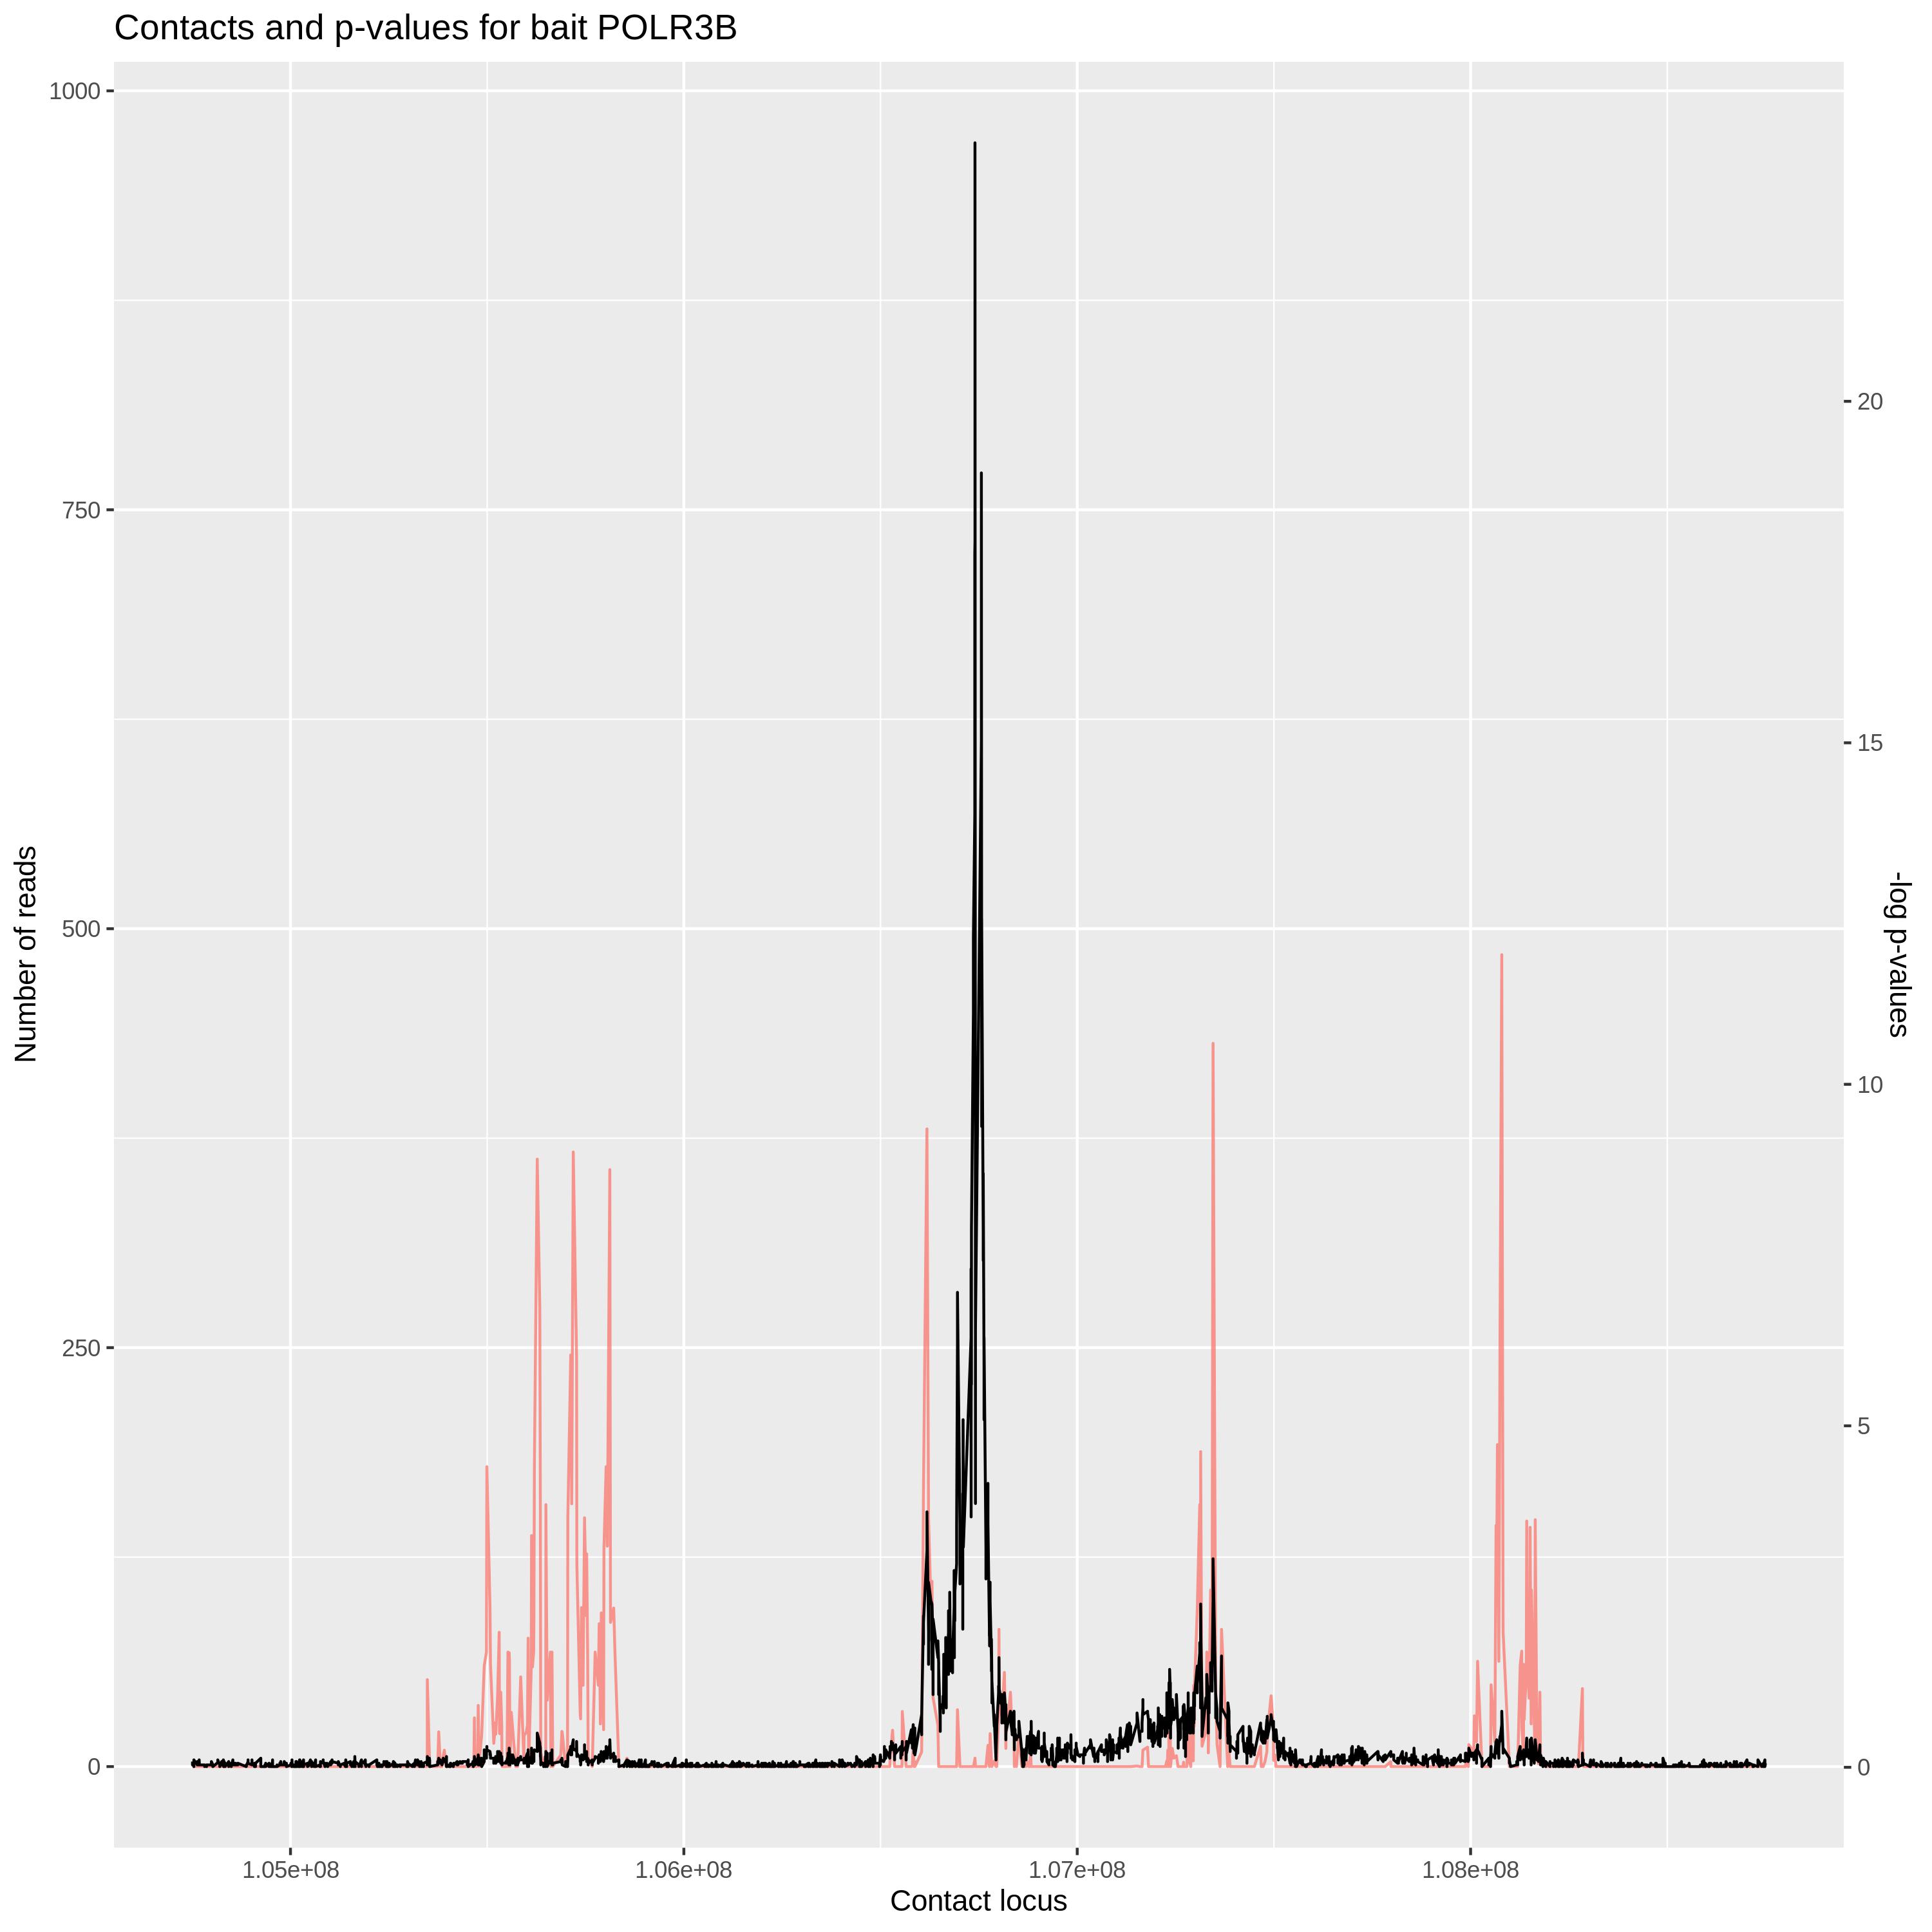 Contacts and p-values for bait POLR3B
1000
750
500
250
0
Number of reads
20
15
10
5
0
-log p-values
1.05e+08
1.06e+08
1.07e+08
1.08e+08
Contact locus